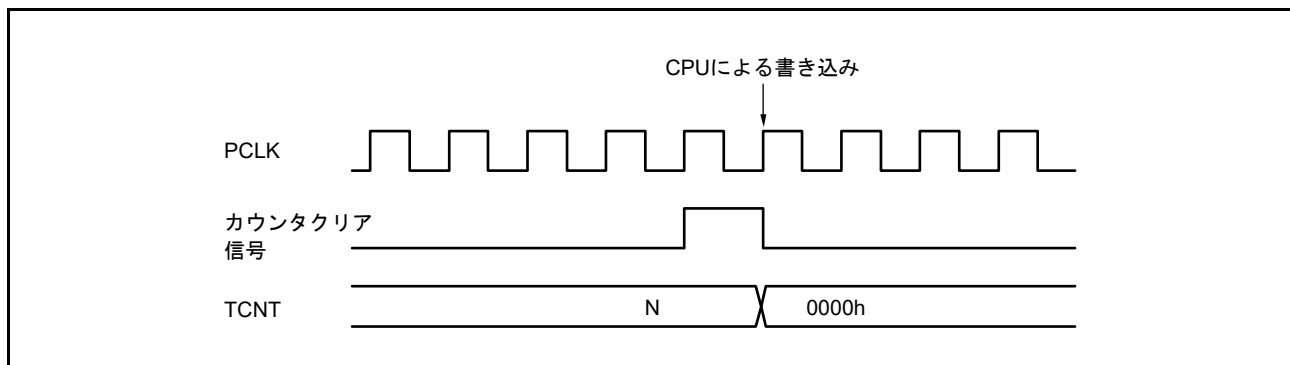 CPUによる書き込み
PCLK
カウンタクリア
信号
TCNT
N
0000h